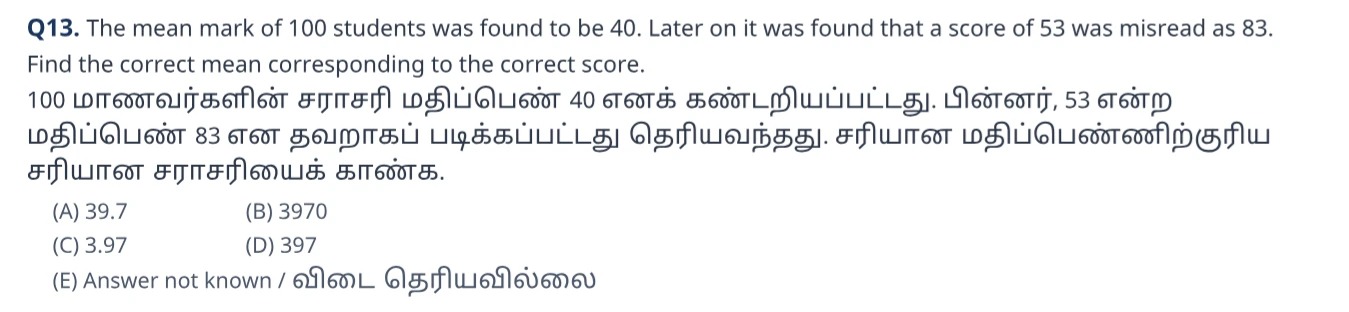 Q13. The mean mark of 100 students was found to be 40. Later on it was found that a score of 53 was misread as 83.
Find the correct mean corresponding to the correct score.
100 மாணவர்களின் சராசரி மதிப்பெண் 40 எனக் கண்டறியப்பட்டது. பின்னர், 53 என்ற
மதிப்பெண் 83 என தவறாகப் படிக்கப்பட்டது தெரியவந்தது. சரியான மதிப்பெண்ணிற்குரிய
சரியான சராசரியைக் காண்க.
(A) 39.7 (B) 3970
(C) 3.97 (D) 397
(E) Answer not known / விடை தெரியவில்லை